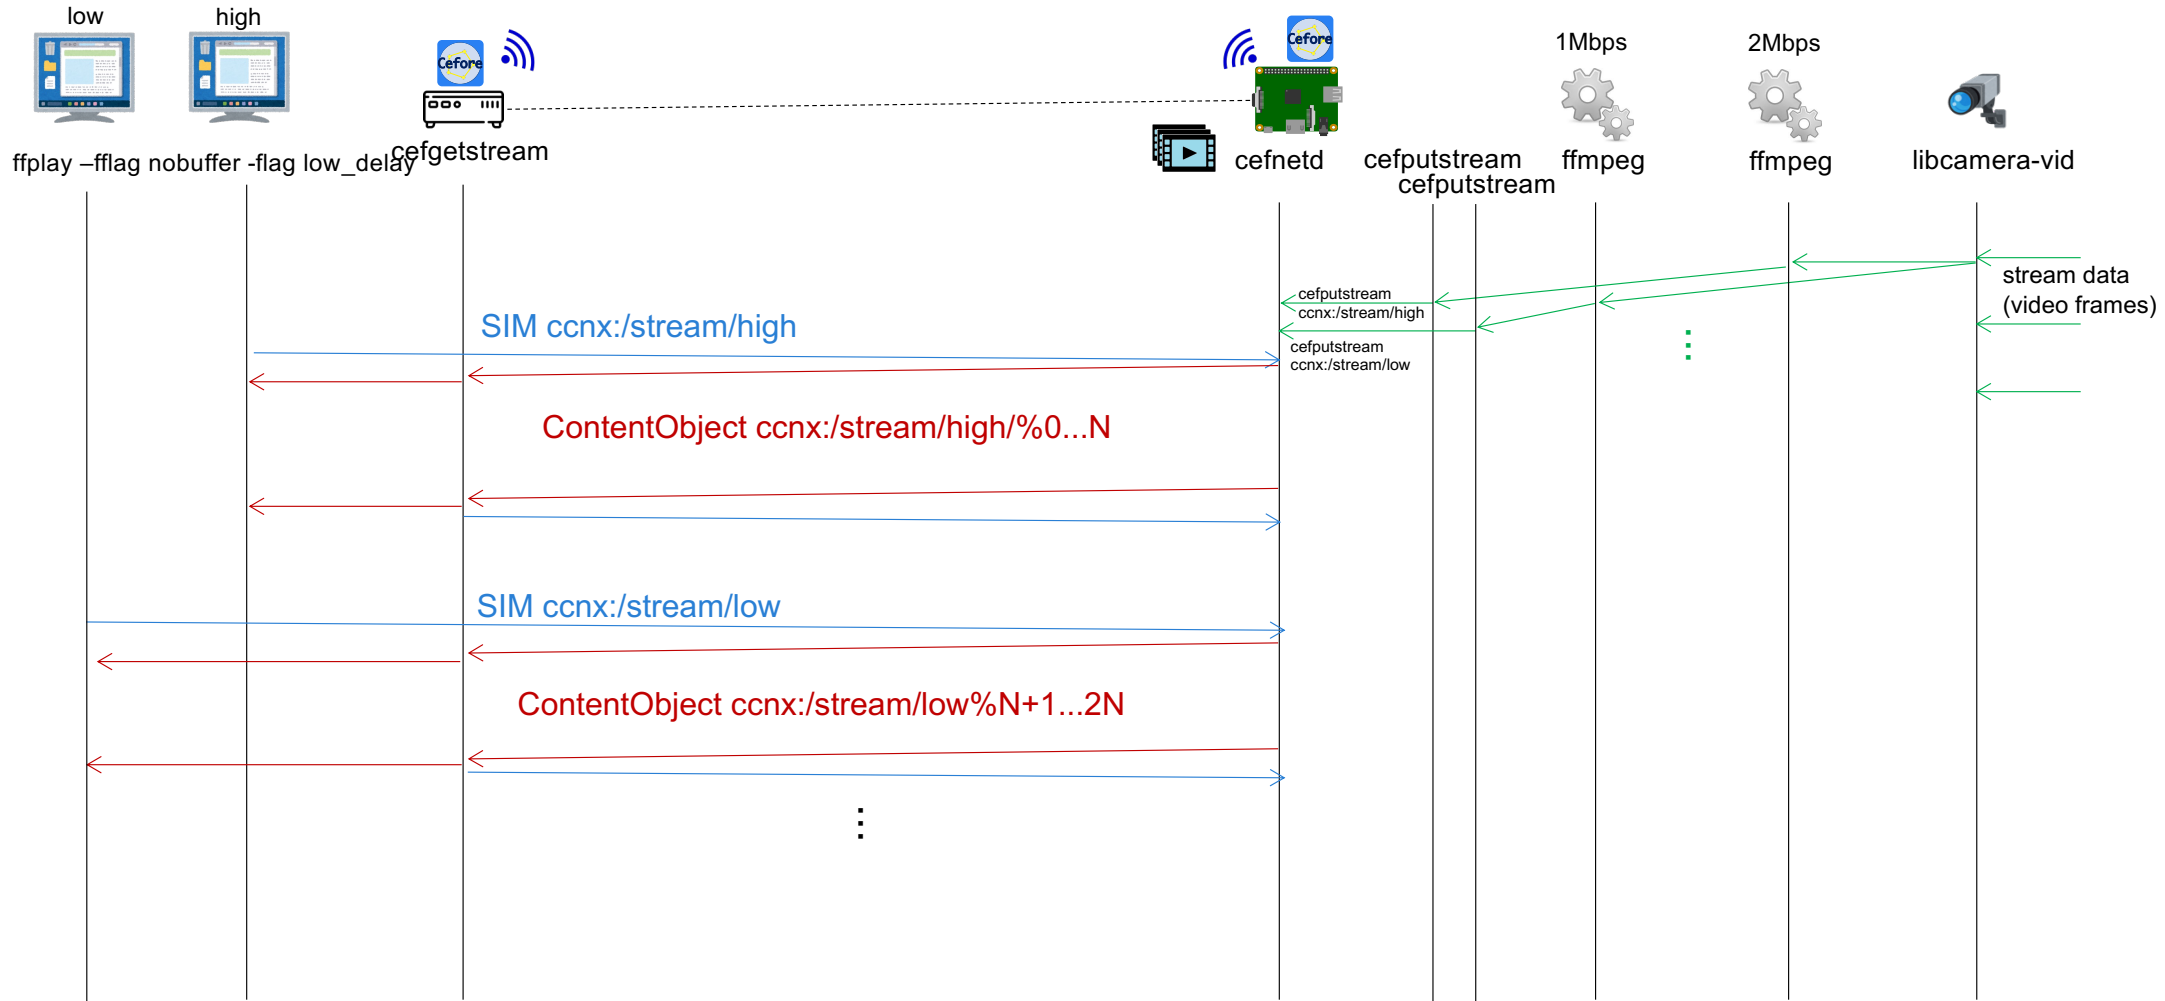 low
high
Cefore
Cefore
1Mbps
2Mbps
ffplay –fflag nobuffer -flag low_delay
cefgetstream
cefnetd
cefputstream
cefputstream
ffmpeg
ffmpeg
libcamera-vid
stream data
(video frames)
cefputstream
ccnx:/stream/high
SIM ccnx:/stream/high
cefputstream
ccnx:/stream/low
ContentObject ccnx:/stream/high/%0...N
SIM ccnx:/stream/low
ContentObject ccnx:/stream/low%N+1...2N